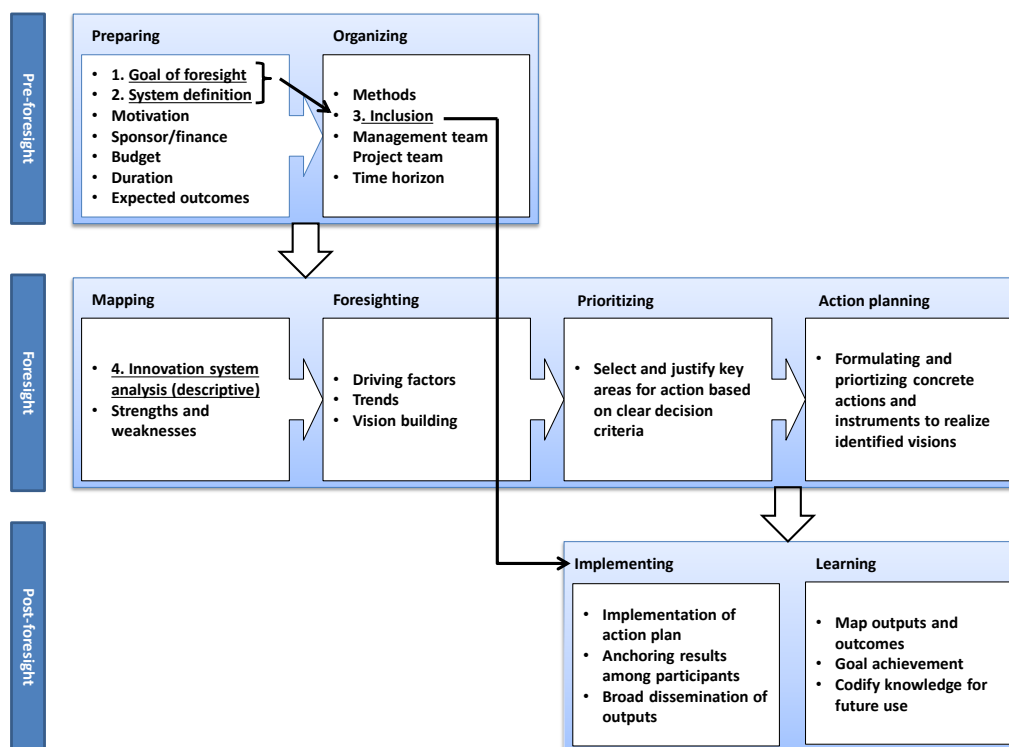 Pre-foresight
Preparing
• 1. Goal of foresight
• 2. System definition
• Motivation
• Sponsor/finance
• Budget
• Duration
• Expected outcomes
Organizing
• Methods
• 3. Inclusion
• Management team
Project team
• Time horizon
Foresight
Mapping
• 4. Innovation system
analysis (descriptive)
• Strengths and
weaknesses
Foresighting
• Driving factors
• Trends
• Vision building
Prioritizing
• Select and justify key
areas for action based
on clear decision
criteria
Action planning
• Formulating and
priortizing concrete
actions and
instruments to realize
identified visions
Post-foresight
Implementing
• Implementation of
action plan
• Anchoring results
among participants
• Broad dissemination of
outputs
Learning
• Map outputs and
outcomes
• Goal achievement
• Codify knowledge for
future use